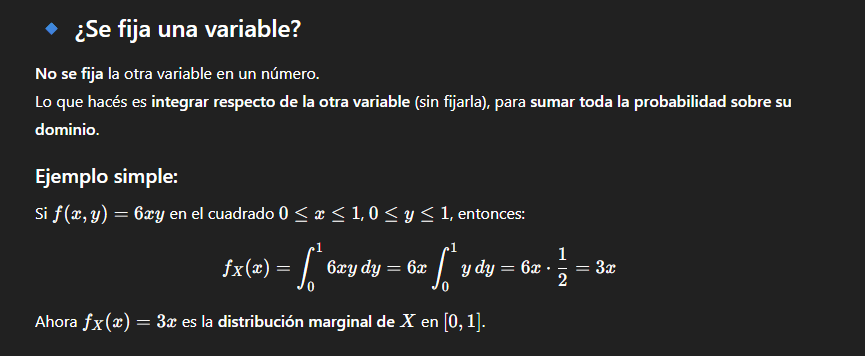 ¿Se fija una variable?
No se fija la otra variable en un número.
Lo que hacés es integrar respecto de la otra variable (sin fijarla), para sumar toda la probabilidad sobre su
dominio.
Ejemplo simple:
Si f(x, y) = 6xy en el cuadrado 0 ≤ x ≤ 1, 0 ≤ y ≤ 1, entonces:
f_X(x) = ∫_0^1 6xy dy = 6x ∫_0^1 y dy = 6x · 1/2 = 3x
Ahora f_X(x) = 3x es la distribución marginal de X en [0, 1].